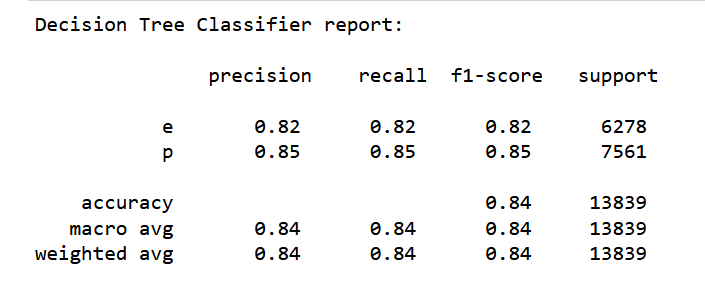 Decision Tree Classifier report:
precision recall f1-score support
e 0.82 0.82 0.82 6278
p 0.85 0.85 0.85 7561
accuracy 0.84 13839
macro avg 0.84 0.84 0.84 13839
weighted avg 0.84 0.84 0.84 13839